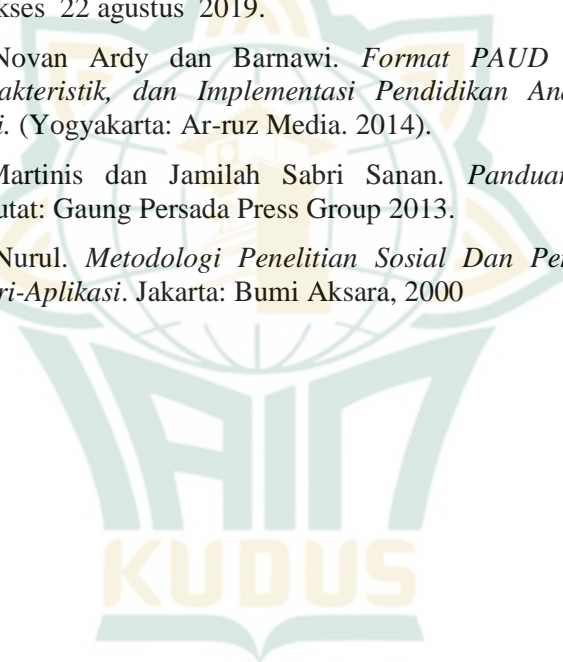 kses 22 agustus 2019.
Novan Ardy dan Barnawi. Format PAUD
akteristik, dan Implementasi Pendidikan An
i. (Yogyakarta: Ar-ruz Media. 2014).
Martinis dan Jamilah Sabri Sanan. Panduan
utat: Gaung Persada Press Group 2013.
Nurul. Metodologi Penelitian Sosial Dan Pe
ri-Aplikasi. Jakarta: Bumi Aksara, 2000
IAIN
KUDUS